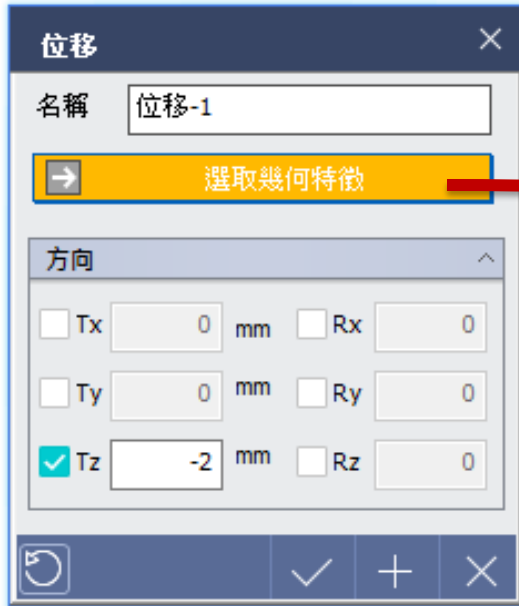 位移
名稱 位移-1
選取幾何特徵
方向
Tx 0 mm Rx 0
Ty 0 mm Ry 0
Tz -2 mm Rz 0